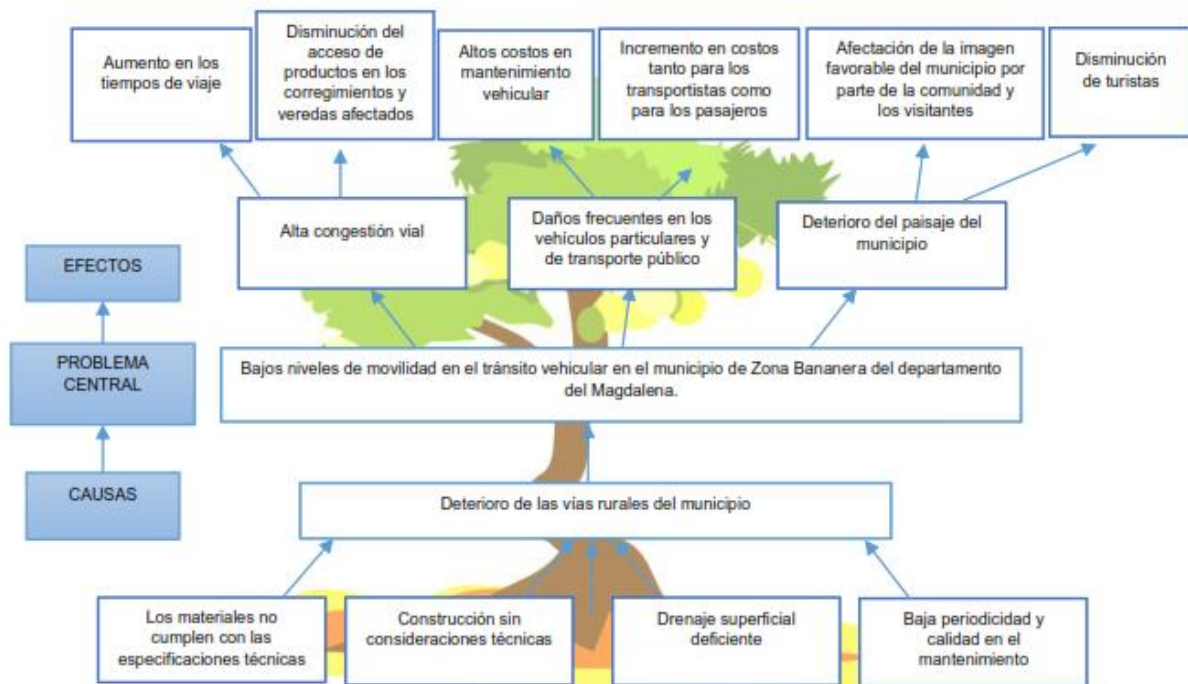 Aumento en los
tiempos de viaje
Disminución del
acceso de
productos en los
corregimientos y
veredas afectados
Altos costos en
mantenimiento
vehicular
Incremento en costos
tanto para los
transportistas como
para los pasajeros
Afectación de la imagen
favorable del municipio por
parte de la comunidad y
los visitantes
Disminución
de turistas
Alta congestión vial
Daños frecuentes en los
vehículos particulares y
de transporte público
Deterioro del paisaje del
municipio
EFECTOS
PROBLEMA
CENTRAL
Bajos niveles de movilidad en el tránsito vehicular en el municipio de Zona Bananera del departamento
del Magdalena.
CAUSAS
Deterioro de las vías rurales del municipio
Los materiales no
cumplen con las
especificaciones técnicas
Construcción sin
consideraciones técnicas
Drenaje superficial
deficiente
Baja periodicidad y
calidad en el
mantenimiento